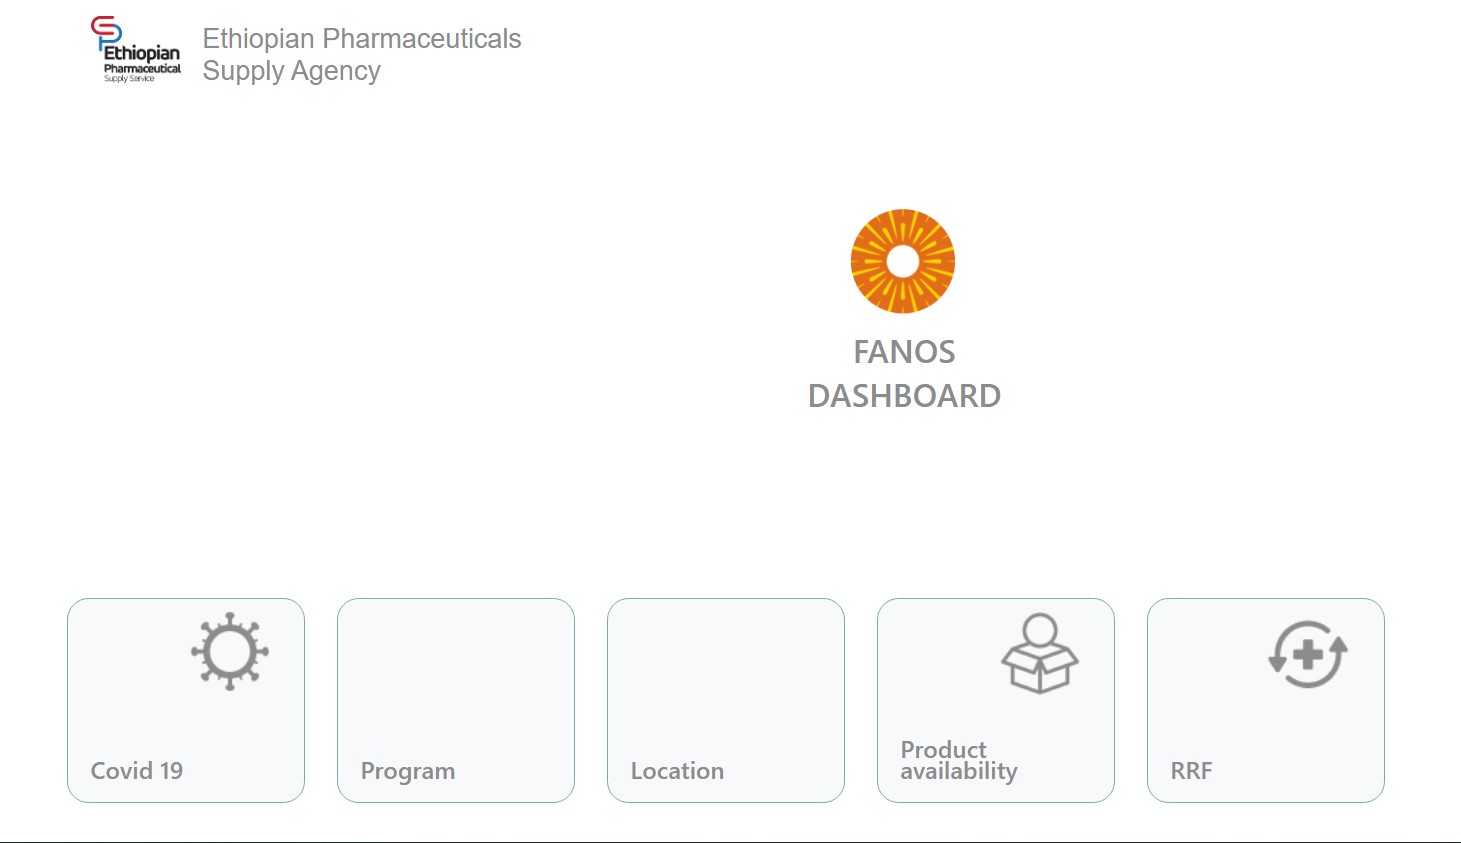 Ethiopian
Pharmaceutical
Supply Service
Ethiopian Pharmaceuticals
Supply Agency
FANOS
DASHBOARD
Covid 19
Program
Location
Product
availability
RRF